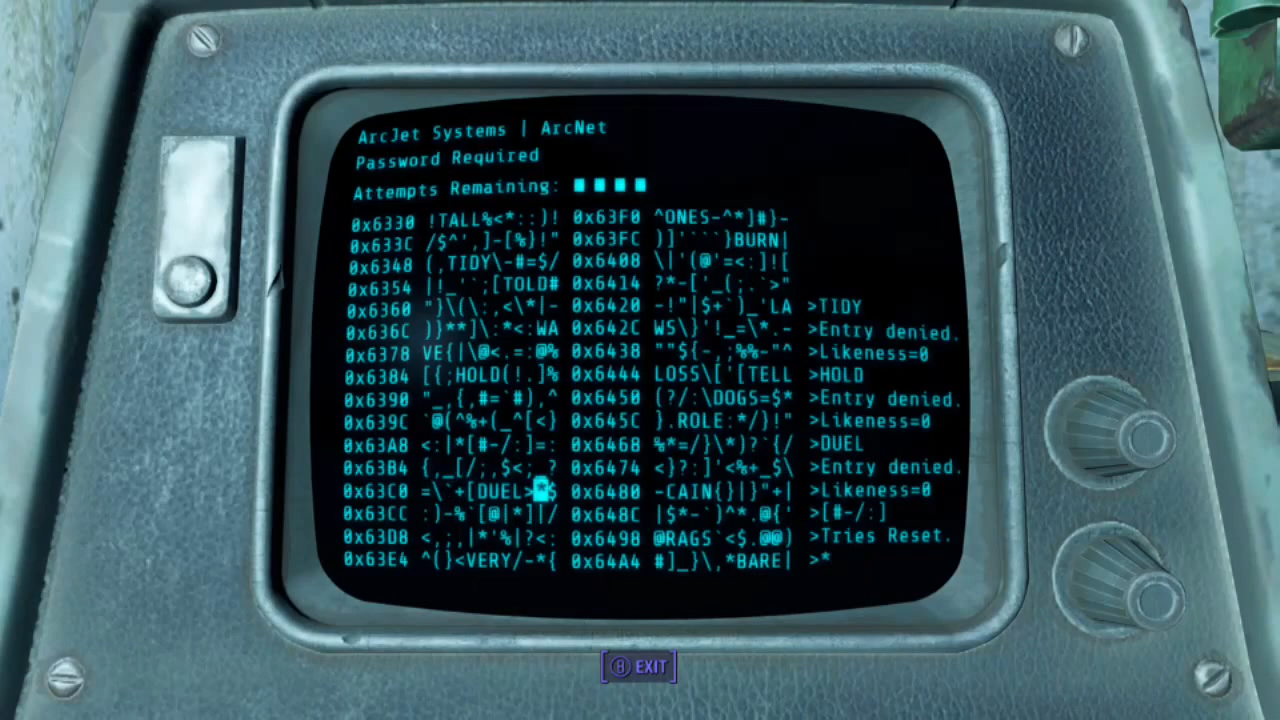 ArcJet Systems | ArcNet
Password Required
Attempts Remaining: ■ ■ ■ ■
0x6330 !TALL%<*::)! 0x63F0 ^ONES-^*]#}-
0x633C /$^',]-[%}!" 0x63FC )]'````}BURN|
0x6348 (,TIDY\-#=$/ 0x6408 \|'(@'=<:]![
0x6354 |!_'`;[TOLD# 0x6414 ?*-['_(;.`>"
0x6360 ")\(\:,<\*|- 0x6420 -!"|$+`)_'LA >TIDY
0x636C )}**]\:*<:WA 0x642C WS\}'!_=\*.- >Entry denied.
0x6378 VE{|\@<.=:@% 0x6438 ""${-,;%%-"^ >Likeness=0
0x6384 [{;HOLD(!.]% 0x6444 LOSS\['[TELL >HOLD
0x6390 "_,{,#=`#),^ 0x6450 (?/:\DOGS=$* >Entry denied.
0x639C `@(^%+(_^[<} 0x645C }.ROLE:*/}!" >Likeness=0
0x63A8 <:|*[#-/:]=: 0x6468 %*=/}\*)?`{/ >DUEL
0x63B4 {,_[/;,$<;_? 0x6474 <}?:]'<%+_$\ >Entry denied.
0x63C0 =\`+[DUEL>*$ 0x6480 -CAIN{}|}"+| >Likeness=0
0x63CC :)-%`[@|*]|/ 0x648C |$*-`)^*.@{' >[#-/:]
0x63D8 <,;,|*'%|?<: 0x6498 @RAGS`<$.@@) >Tries Reset.
0x63E4 ^(}<VERY/-*{ 0x64A4 #]_}\,*BARE| >*
[Ⓑ EXIT]